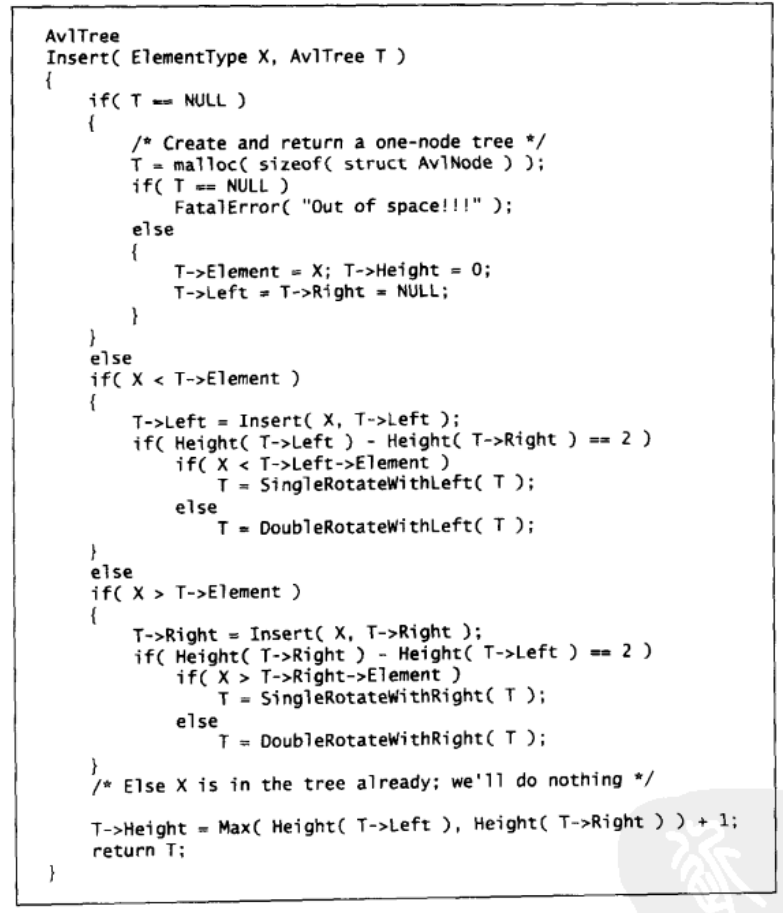 AvlTree
Insert( ElementType X, AvlTree T )
{
    if( T == NULL )
    {
        /* Create and return a one-node tree */
        T = malloc( sizeof( struct AvlNode ) );
        if( T == NULL )
            FatalError( "Out of space!!!" );
        else
        {
            T->Element = X; T->Height = 0;
            T->Left = T->Right = NULL;
        }
    }
    else
    if( X < T->Element )
    {
        T->Left = Insert( X, T->Left );
        if( Height( T->Left ) - Height( T->Right ) == 2 )
            if( X < T->Left->Element )
                T = SingleRotateWithLeft( T );
            else
                T = DoubleRotateWithLeft( T );
    }
    else
    if( X > T->Element )
    {
        T->Right = Insert( X, T->Right );
        if( Height( T->Right ) - Height( T->Left ) == 2 )
            if( X > T->Right->Element )
                T = SingleRotateWithRight( T );
            else
                T = DoubleRotateWithRight( T );
    }
    /* Else X is in the tree already; we'll do nothing */
    T->Height = Max( Height( T->Left ), Height( T->Right ) ) + 1;
    return T;
}